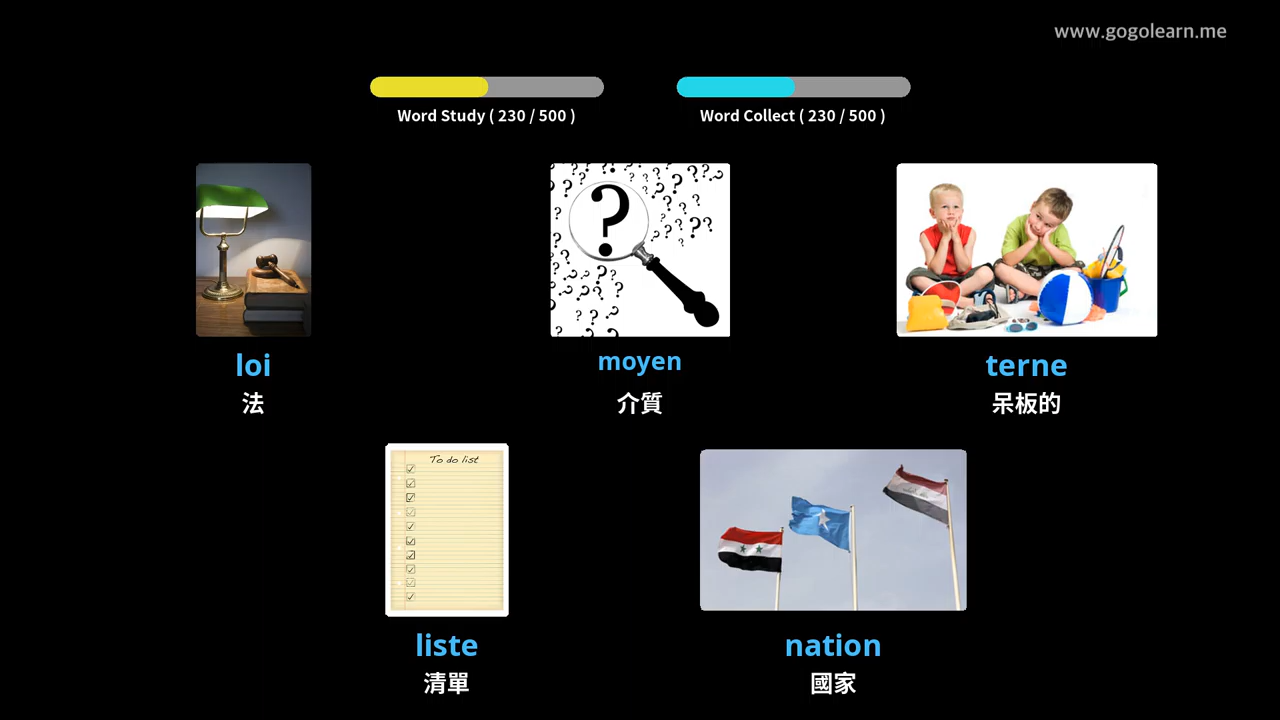 www.gogolearn.me
Word Study ( 230 / 500 )
Word Collect ( 230 / 500 )
loi
法
moyen
介質
terne
呆板的
To do list
liste
清單
nation
國家